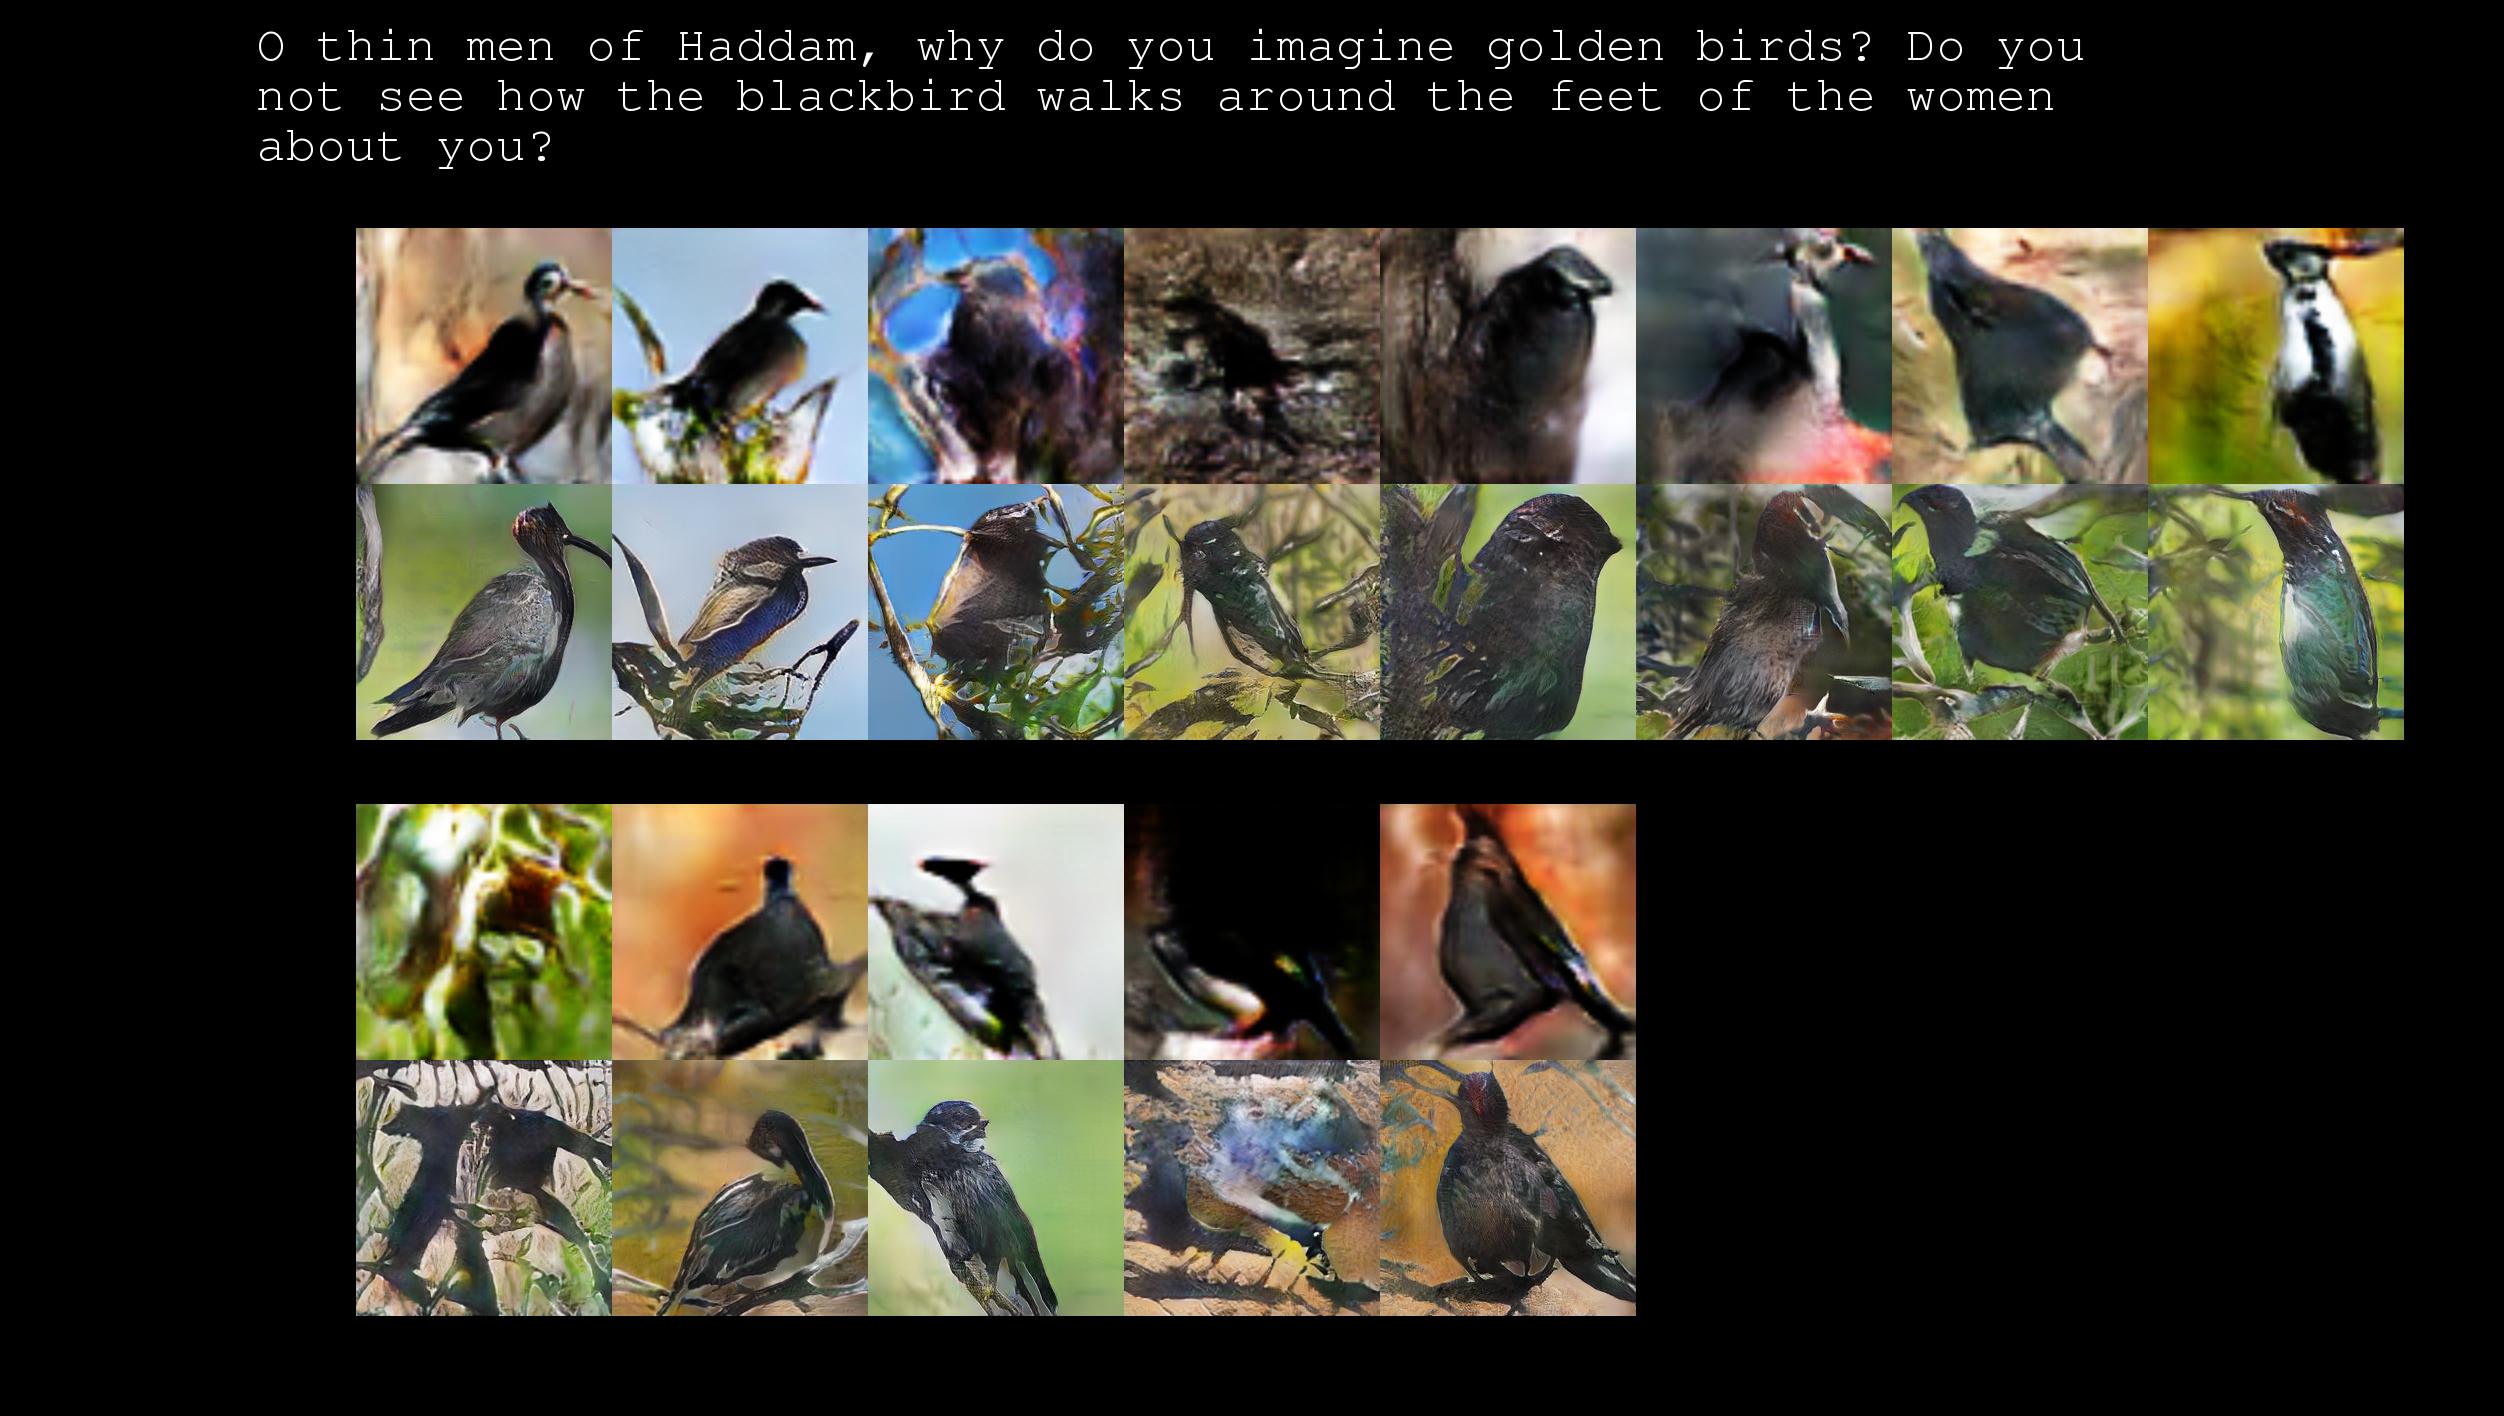 O thin men of Haddam, why do you imagine golden birds? Do you
not see how the blackbird walks around the feet of the women
about you?